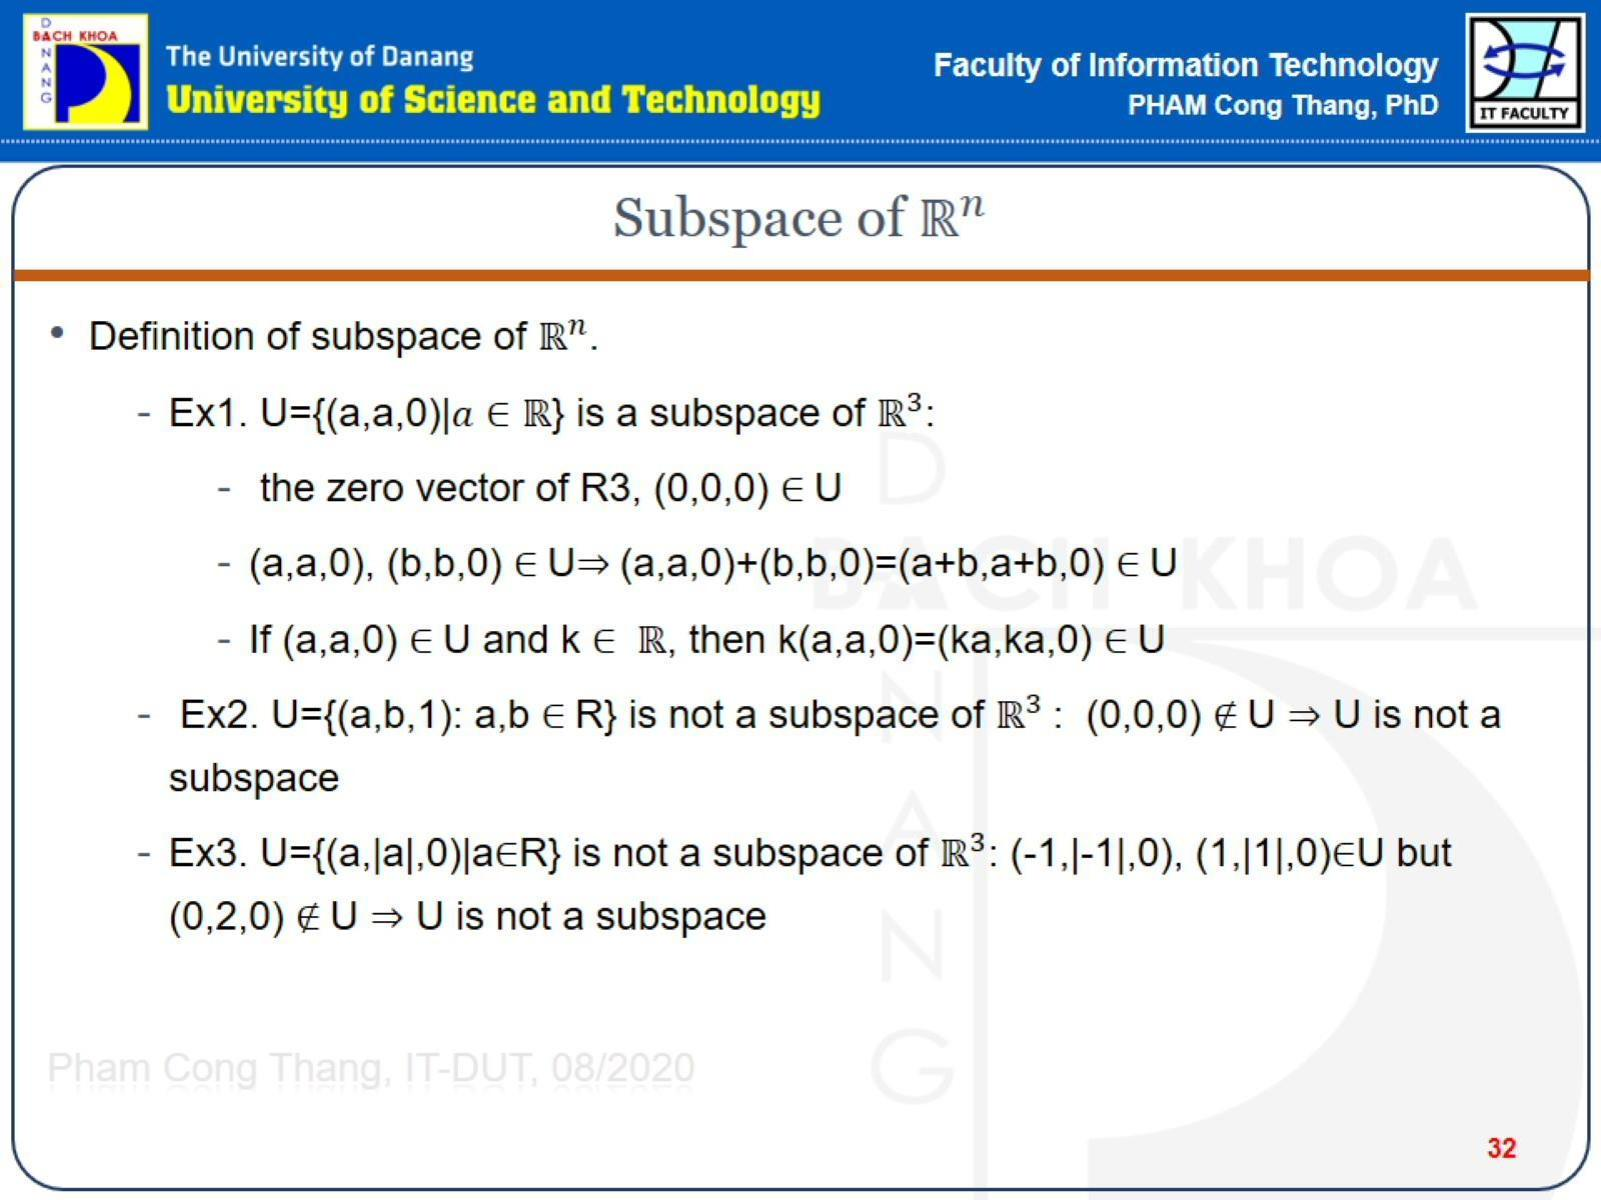 D
BACH KHOA
N
A
N
G
The University of Danang
University of Science and Technology
Faculty of Information Technology
PHAM Cong Thang, PhD
IT FACULTY
Subspace of ℝⁿ
• Definition of subspace of ℝⁿ.
- Ex1. U={(a,a,0)|a ∈ ℝ} is a subspace of ℝ³:
- the zero vector of R3, (0,0,0) ∈ U
- (a,a,0), (b,b,0) ∈ U⇒ (a,a,0)+(b,b,0)=(a+b,a+b,0) ∈ U
- If (a,a,0) ∈ U and k ∈ ℝ, then k(a,a,0)=(ka,ka,0) ∈ U
- Ex2. U={(a,b,1): a,b ∈ R} is not a subspace of ℝ³ : (0,0,0) ∉ U ⇒ U is not a
subspace
- Ex3. U={(a,|a|,0)|a∈R} is not a subspace of ℝ³: (-1,|-1|,0), (1,|1|,0)∈U but
(0,2,0) ∉ U ⇒ U is not a subspace
D
BACH KHOA
N
A
N
G
Pham Cong Thang, IT-DUT, 08/2020
32